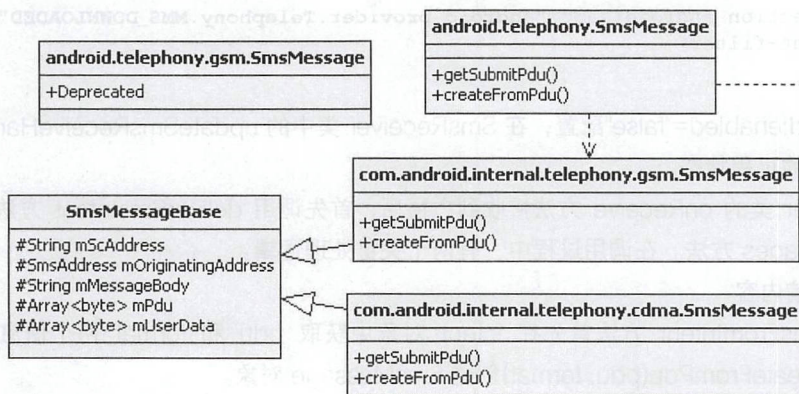 android.telephony.SmsMessage
+getSubmitPdu()
+createFromPdu()
android.telephony.gsm.SmsMessage
+Deprecated
com.android.internal.telephony.gsm.SmsMessage
+getSubmitPdu()
+createFromPdu()
SmsMessageBase
#String mScAddress
#SmsAddress mOriginatingAddress
#String mMessageBody
#Array<byte> mPdu
#Array<byte> mUserData
com.android.internal.telephony.cdma.SmsMessage
+getSubmitPdu()
+createFromPdu()